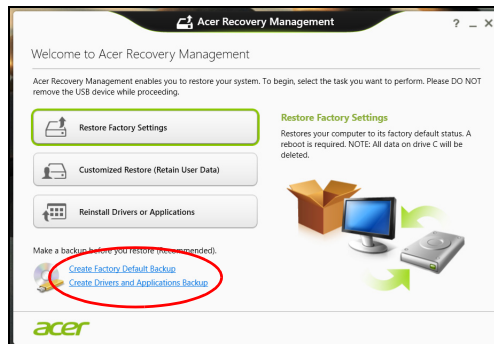 Acer Recovery Management
? _ X
Welcome to Acer Recovery Management
Acer Recovery Management enables you to restore your system. To begin, select the task you want to perform. Please DO NOT
remove the USB device while proceeding.
Restore Factory Settings
Customized Restore (Retain User Data)
Reinstall Drivers or Applications
Restore Factory Settings
Restores your computer to its factory default status. A
reboot is required. NOTE: All data on drive C will be
deleted.
Make a backup before you restore (Recommended).
Create Factory Default Backup
Create Drivers and Applications Backup
acer